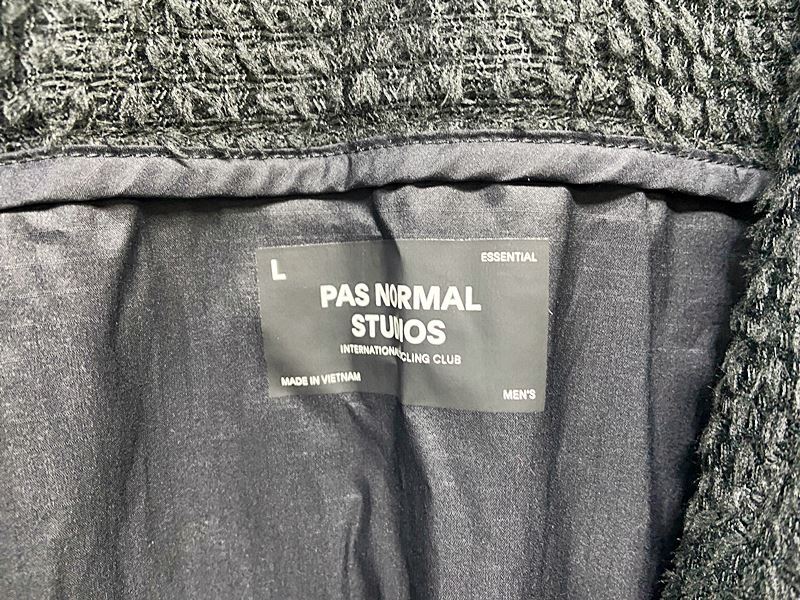 L
ESSENTIAL
PAS NORMAL
STUDIOS
INTERNATIONAL CYCLING CLUB
MADE IN VIETNAM
MEN'S